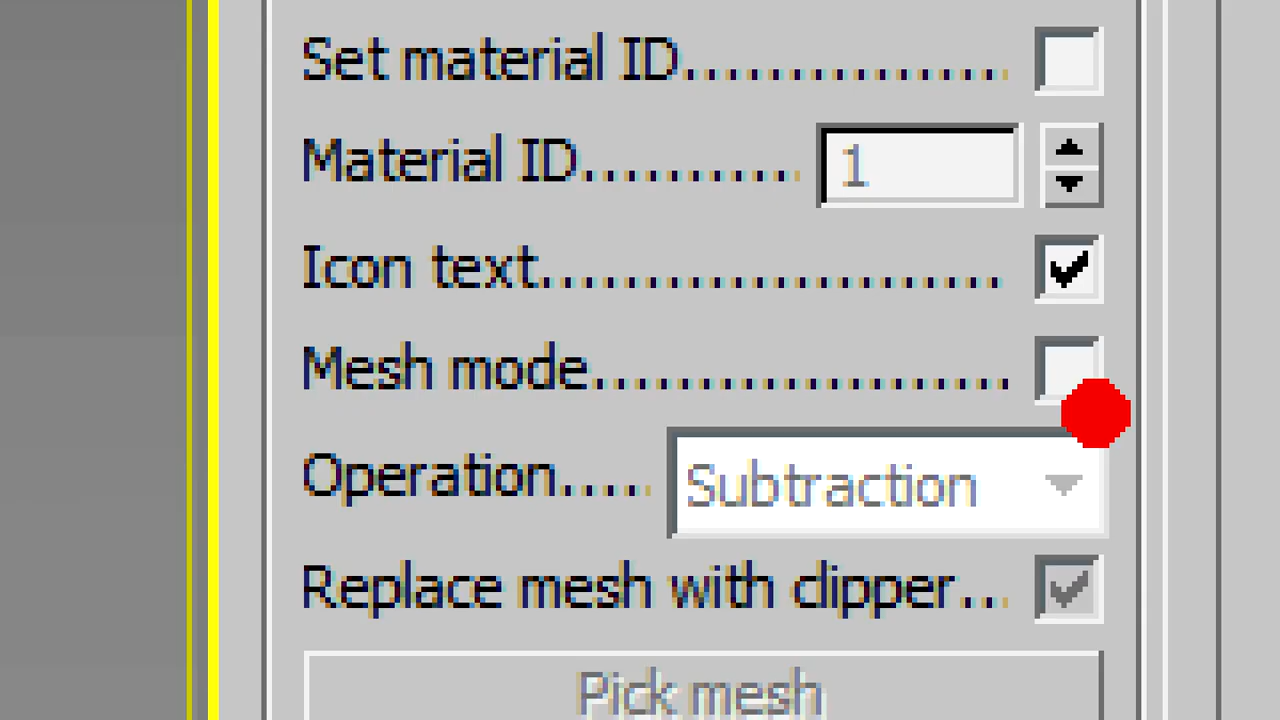 Set material ID...............
Material ID........... 1
Icon text......................
Mesh mode....................
Operation..... Subtraction
Replace mesh with clipper...
Pick mesh